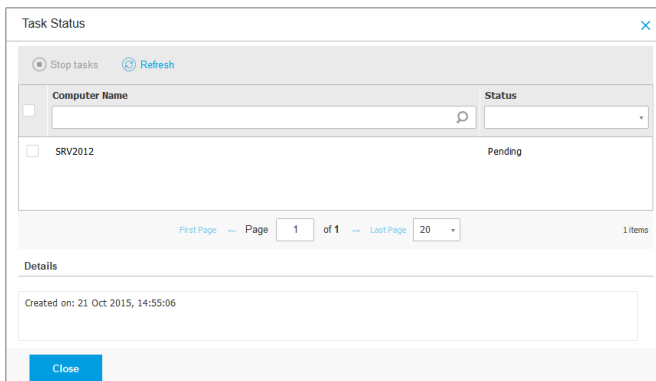 Task Status
Stop tasks Refresh
Computer Name Status
SRV2012 Pending
First Page ← Page 1 of 1 → Last Page 20 1 items
Details
Created on: 21 Oct 2015, 14:55:06
Close